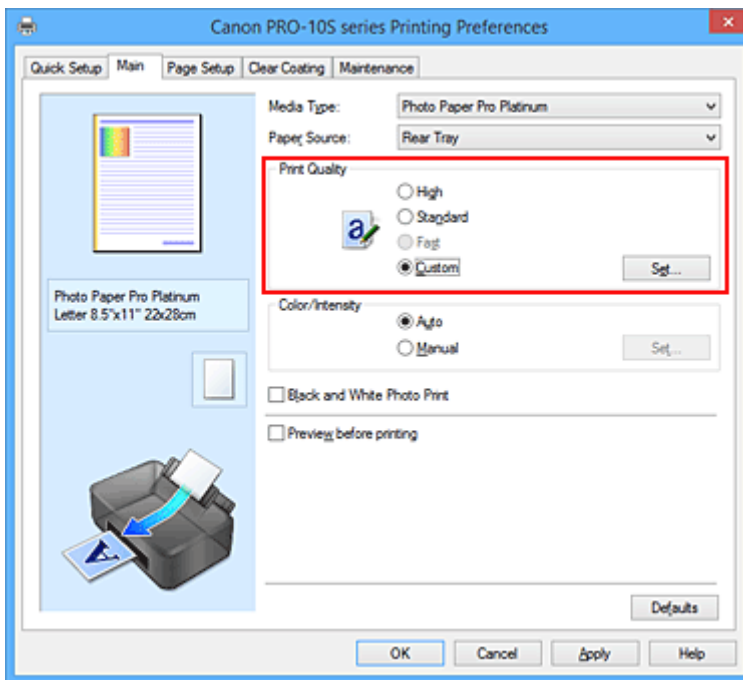 Canon PRO-10S series Printing Preferences
Quick Setup Main Page Setup Clear Coating Maintenance
Media Type: Photo Paper Pro Platinum
Paper Source: Rear Tray
Print Quality
High
Standard
a
Fast
Custom Set...
Photo Paper Pro Platinum
Letter 8.5"x11" 22x28cm
Color/Intensity
Auto
Manual Set...
Black and White Photo Print
Preview before printing
A
Defaults
OK Cancel Apply Help